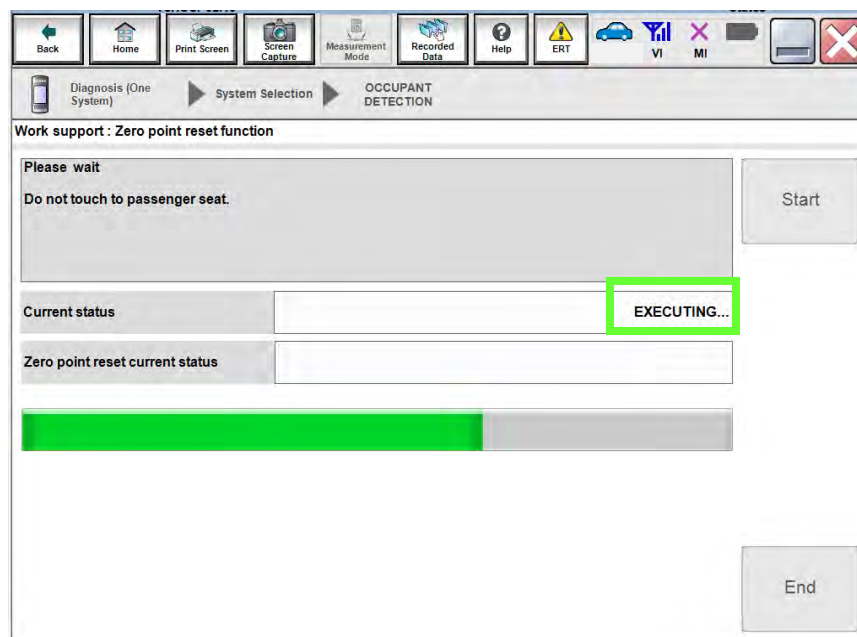 Back
Home
Print Screen
Screen
Capture
Measurement
Mode
Recorded
Data
Help
ERT
VI
MI
Diagnosis (One
System)
System Selection
OCCUPANT
DETECTION
Work support : Zero point reset function
Please wait
Do not touch to passenger seat.
Start
Current status
EXECUTING...
Zero point reset current status
End